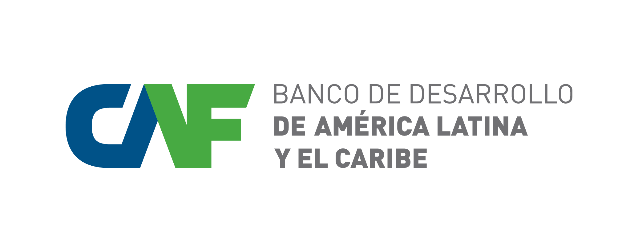 CAF
BANCO DE DESARROLLO
DE AMÉRICA LATINA
Y EL CARIBE